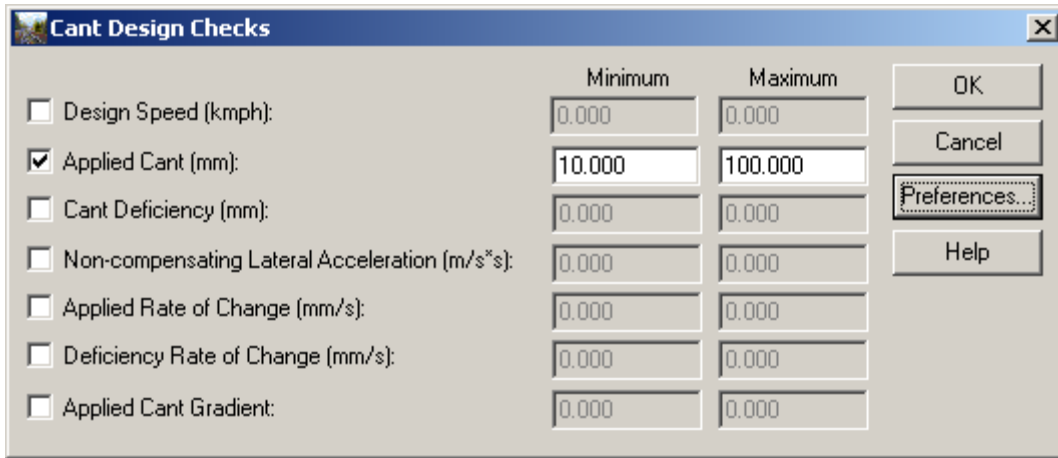 Cant Design Checks
Minimum Maximum OK
Design Speed (kmph): 0.000 0.000
Applied Cant (mm): 10.000 100.000 Cancel
Cant Deficiency (mm): 0.000 0.000 Preferences...
Non-compensating Lateral Acceleration (m/s*s): 0.000 0.000 Help
Applied Rate of Change (mm/s): 0.000 0.000
Deficiency Rate of Change (mm/s): 0.000 0.000
Applied Cant Gradient: 0.000 0.000